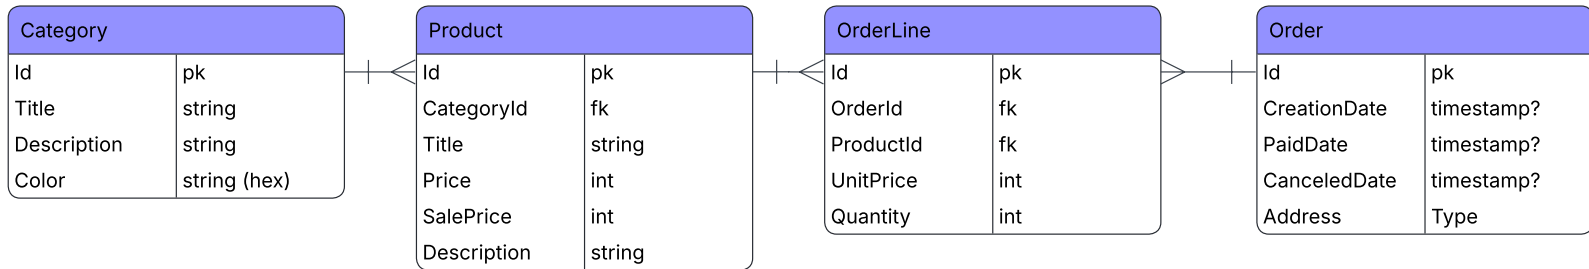 Category
Id pk
Title string
Description string
Color string (hex)
Product
Id pk
CategoryId fk
Title string
Price int
SalePrice int
Description string
OrderLine
Id pk
OrderId fk
ProductId fk
UnitPrice int
Quantity int
Order
Id pk
CreationDate timestamp?
PaidDate timestamp?
CanceledDate timestamp?
Address Type